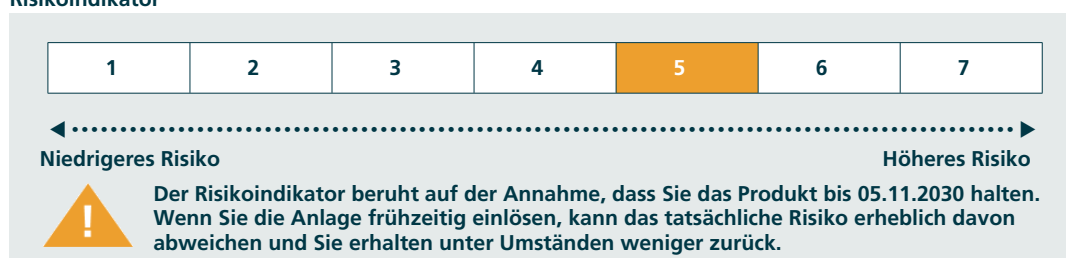 Risikoindikator
1 2 3 4 5 6 7
Niedrigeres Risiko Höheres Risiko
Der Risikoindikator beruht auf der Annahme, dass Sie das Produkt bis 05.11.2030 halten.
Wenn Sie die Anlage frühzeitig einlösen, kann das tatsächliche Risiko erheblich davon
abweichen und Sie erhalten unter Umständen weniger zurück.